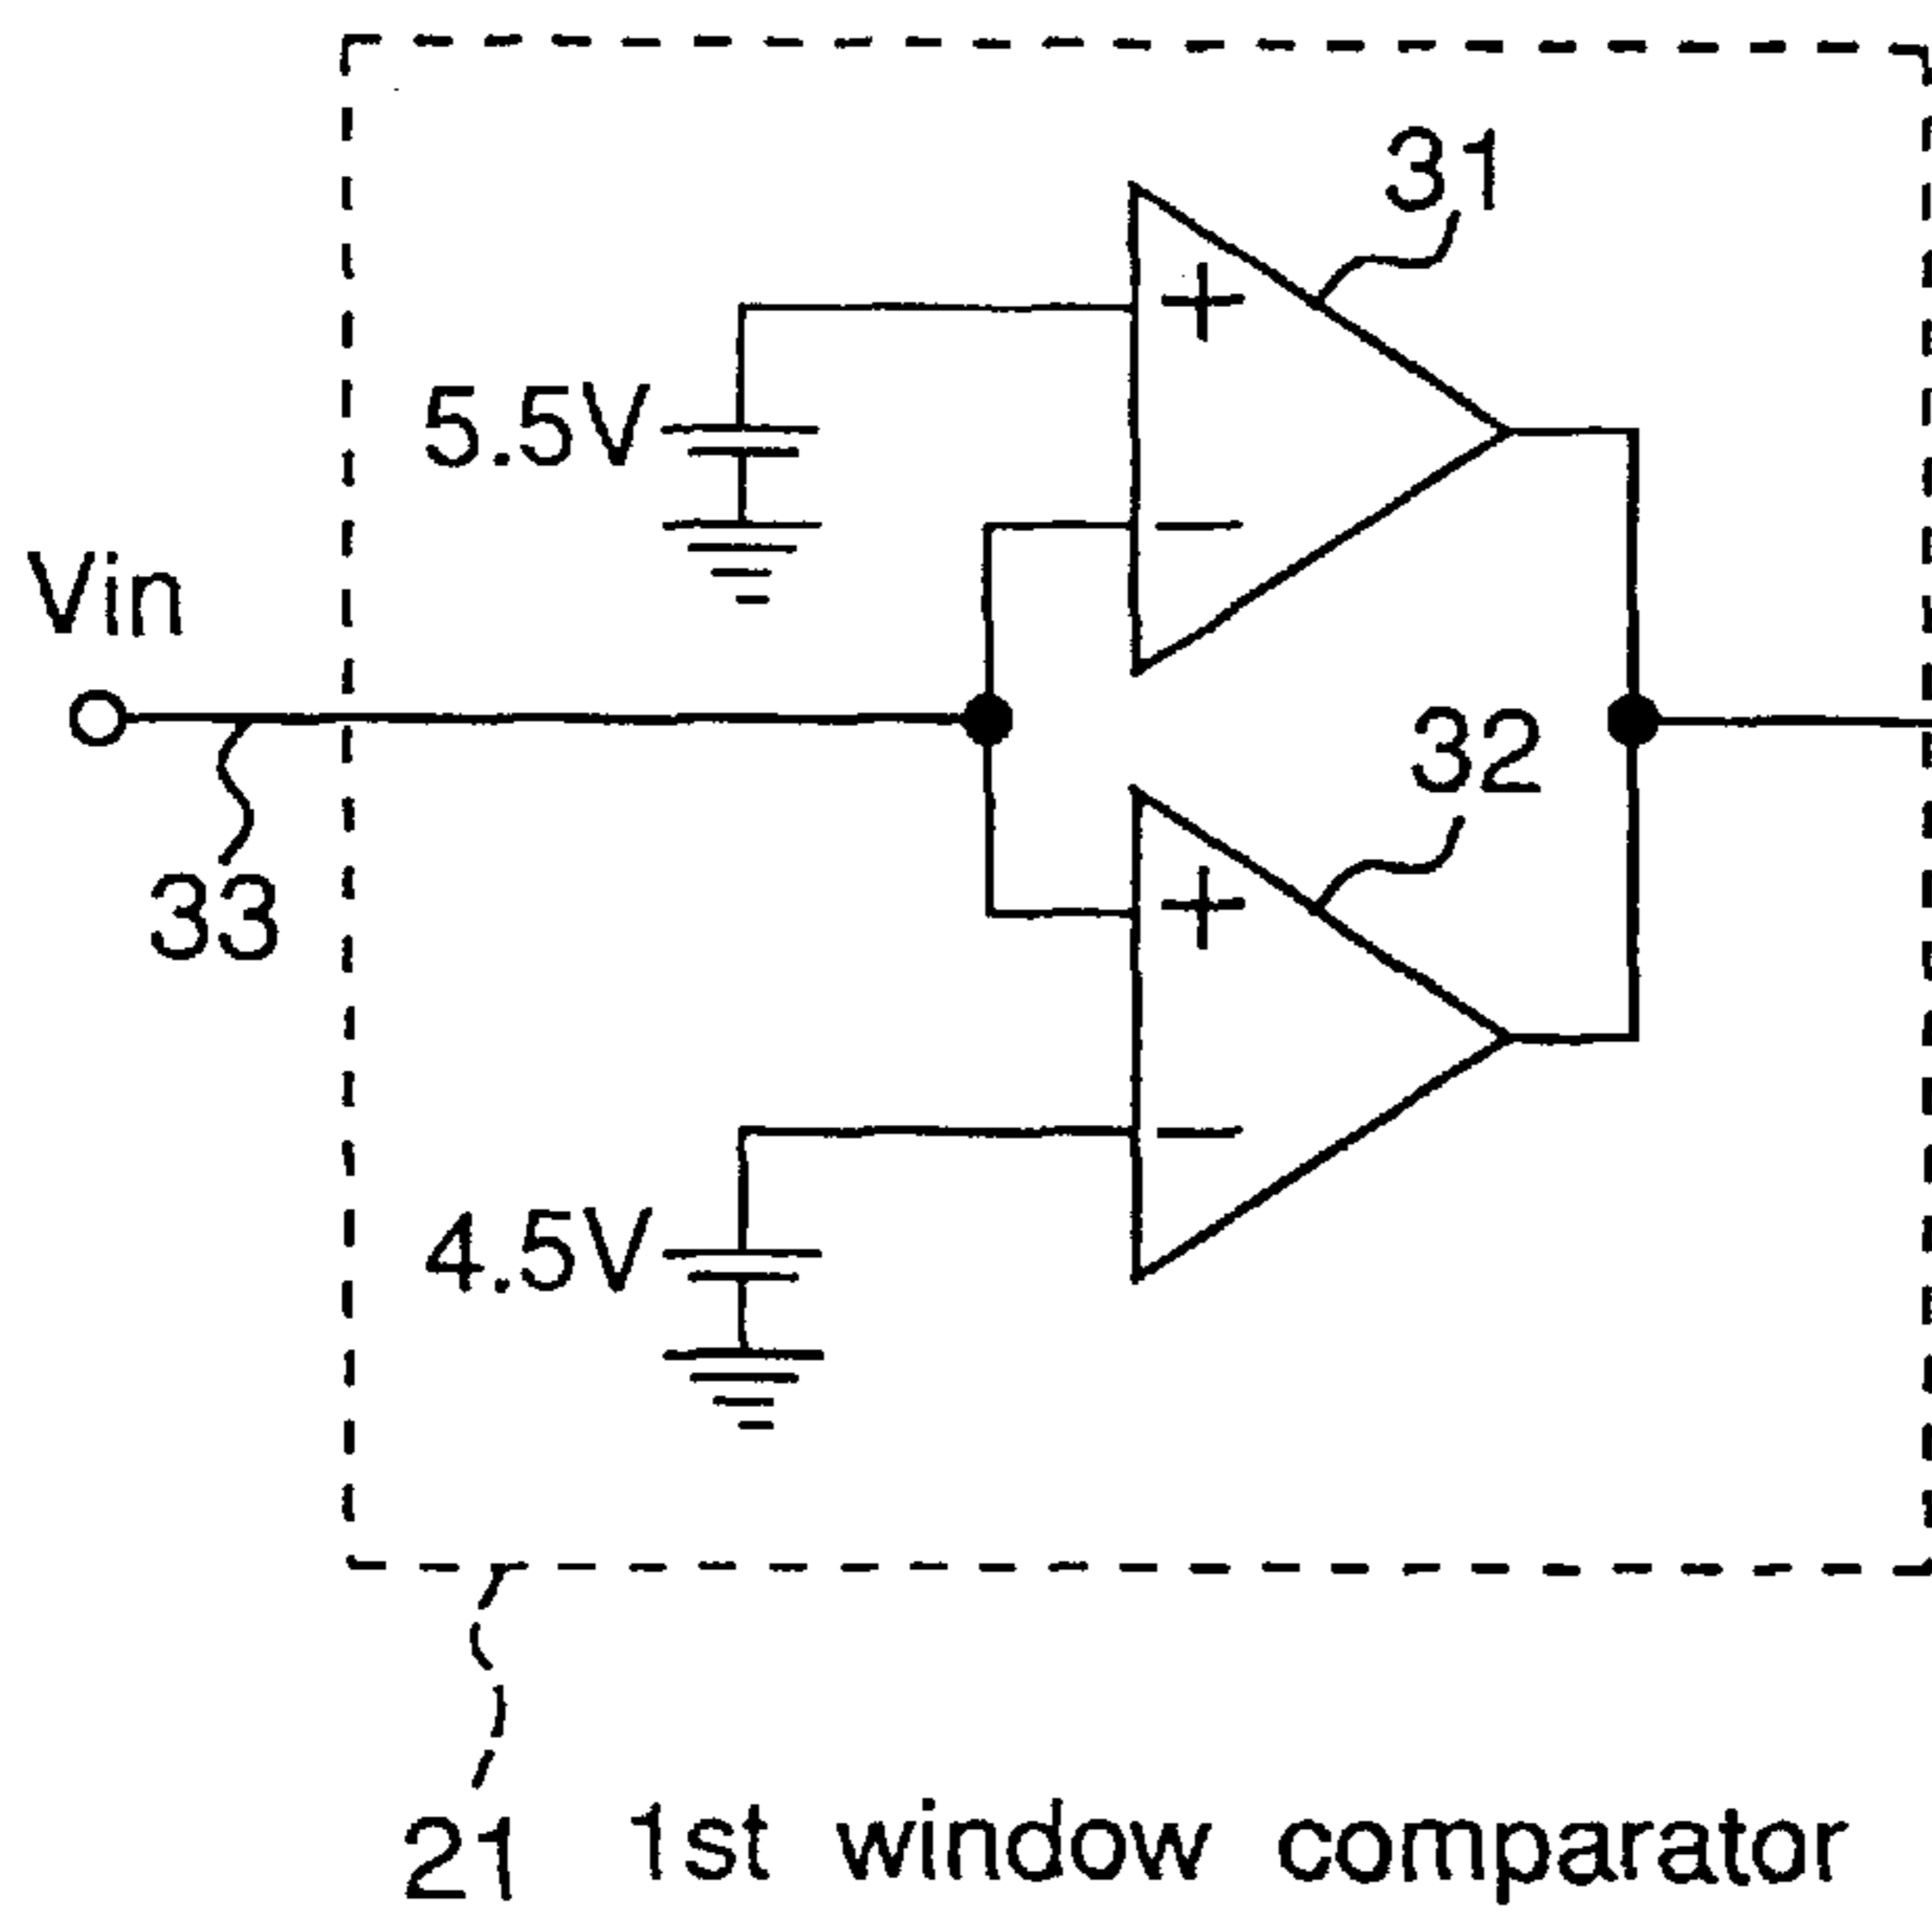 31
+
5.5V
−
Vin
32
33
+
−
4.5V
21 1st window comparator